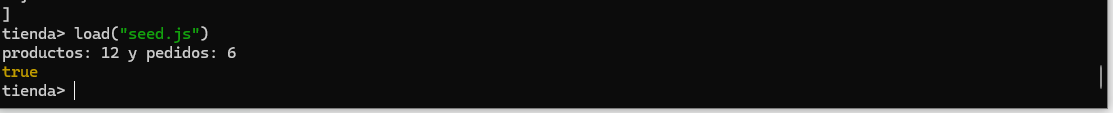 ]
tienda> load("seed.js")
productos: 12 y pedidos: 6
true
tienda>